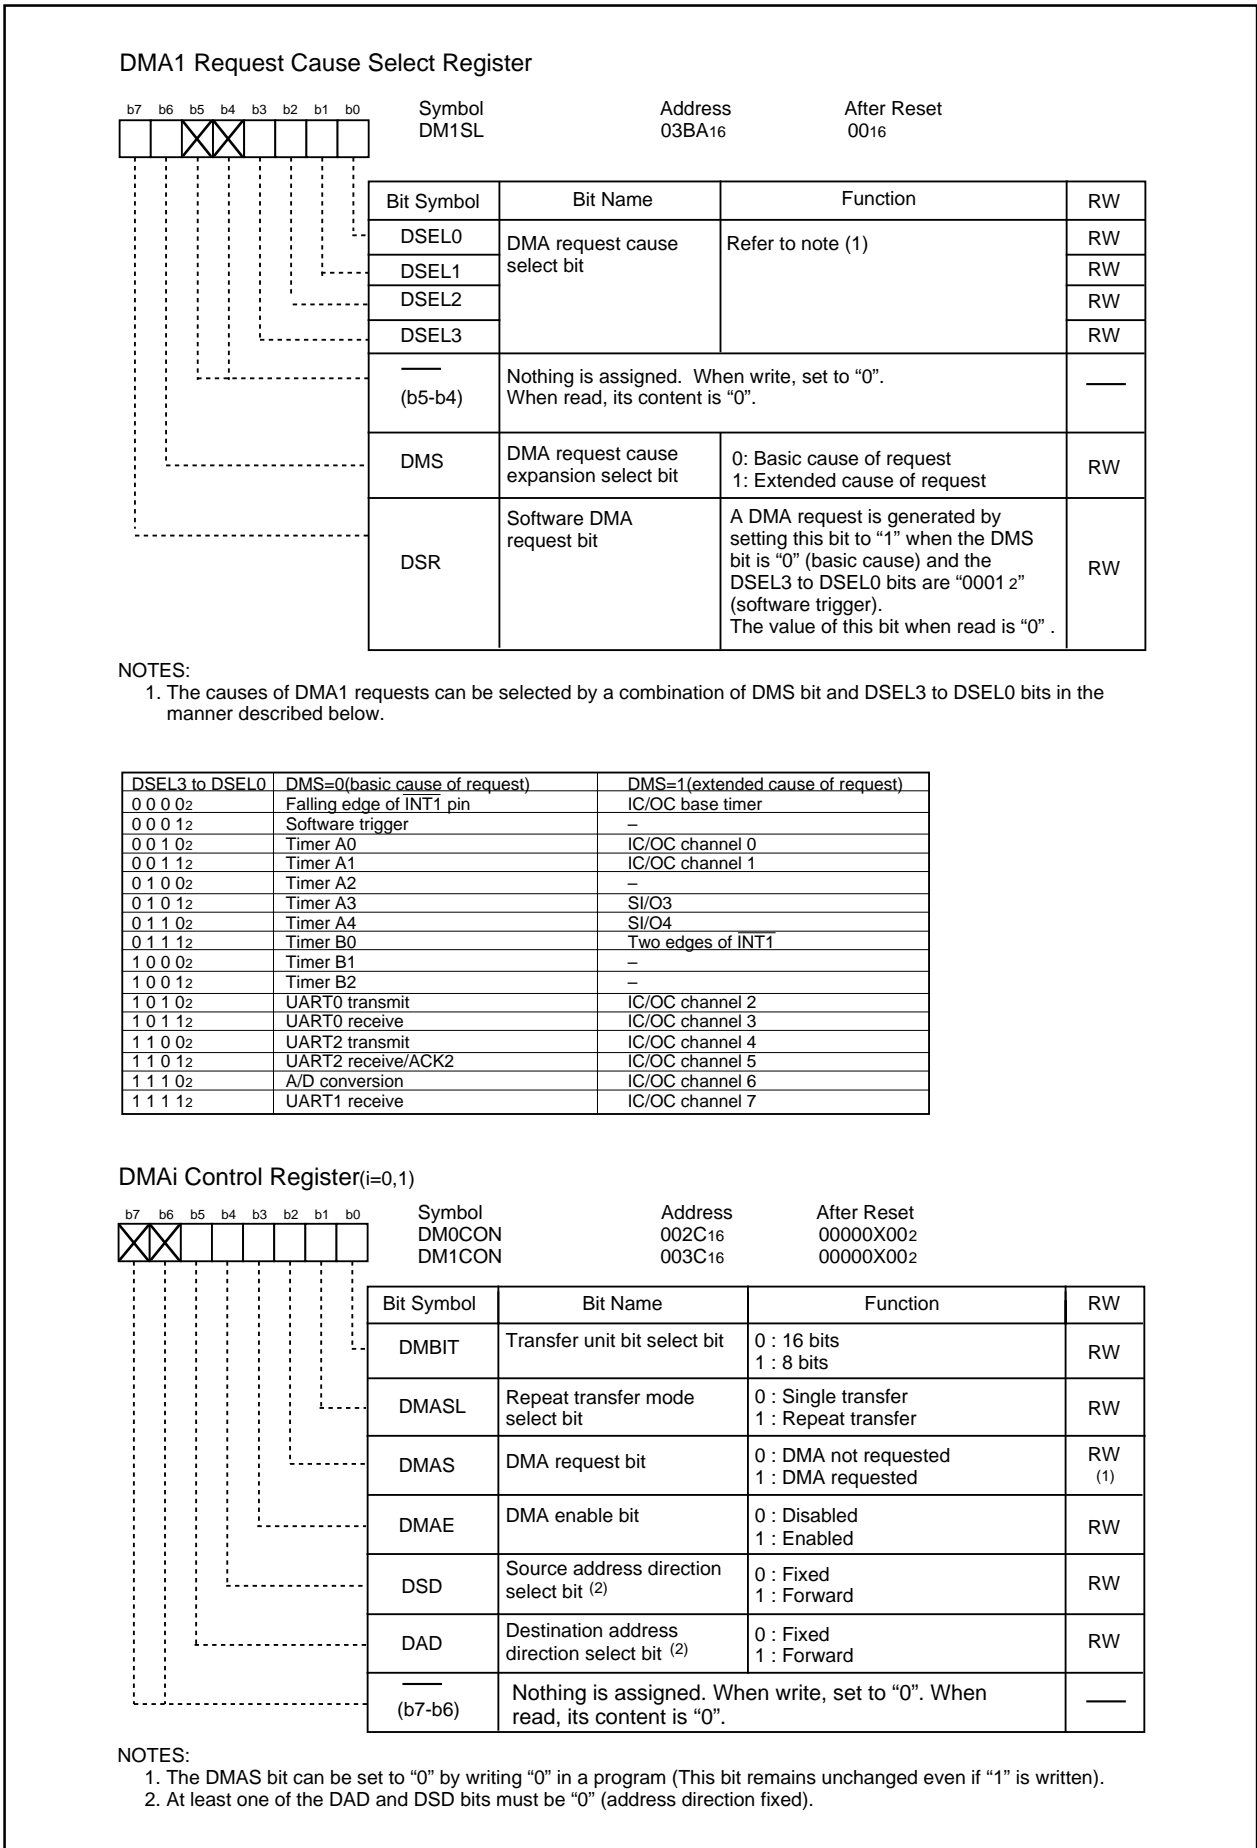 DMA1 Request Cause Select Register
b7 b6 b5 b4 b3 b2 b1 b0
Symbol Address After Reset
DM1SL 03BA16 0016
Bit Symbol Bit Name Function RW
DSEL0 DMA request cause Refer to note (1) RW
DSEL1 select bit RW
DSEL2 RW
DSEL3 RW
(b5-b4) Nothing is assigned. When write, set to “0”.
When read, its content is “0”.
DMS DMA request cause 0: Basic cause of request RW
expansion select bit 1: Extended cause of request
Software DMA A DMA request is generated by
request bit setting this bit to “1” when the DMS
DSR bit is “0” (basic cause) and the RW
DSEL3 to DSEL0 bits are “0001 2”
(software trigger).
The value of this bit when read is “0” .
NOTES:
1. The causes of DMA1 requests can be selected by a combination of DMS bit and DSEL3 to DSEL0 bits in the
manner described below.
DSEL3 to DSEL0 DMS=0(basic cause of request) DMS=1(extended cause of request)
0 0 0 02 Falling edge of INT1 pin IC/OC base timer
0 0 0 12 Software trigger –
0 0 1 02 Timer A0 IC/OC channel 0
0 0 1 12 Timer A1 IC/OC channel 1
0 1 0 02 Timer A2 –
0 1 0 12 Timer A3 SI/O3
0 1 1 02 Timer A4 SI/O4
0 1 1 12 Timer B0 Two edges of INT1
1 0 0 02 Timer B1 –
1 0 0 12 Timer B2 –
1 0 1 02 UART0 transmit IC/OC channel 2
1 0 1 12 UART0 receive IC/OC channel 3
1 1 0 02 UART2 transmit IC/OC channel 4
1 1 0 12 UART2 receive/ACK2 IC/OC channel 5
1 1 1 02 A/D conversion IC/OC channel 6
1 1 1 12 UART1 receive IC/OC channel 7
DMAi Control Register(i=0,1)
b7 b6 b5 b4 b3 b2 b1 b0
Symbol Address After Reset
DM0CON 002C16 00000X002
DM1CON 003C16 00000X002
Bit Symbol Bit Name Function RW
DMBIT Transfer unit bit select bit 0 : 16 bits RW
1 : 8 bits
DMASL Repeat transfer mode 0 : Single transfer RW
select bit 1 : Repeat transfer
DMAS DMA request bit 0 : DMA not requested RW
1 : DMA requested (1)
DMAE DMA enable bit 0 : Disabled RW
1 : Enabled
DSD Source address direction 0 : Fixed RW
select bit (2) 1 : Forward
DAD Destination address 0 : Fixed RW
direction select bit (2) 1 : Forward
(b7-b6) Nothing is assigned. When write, set to “0”. When
read, its content is “0”.
NOTES:
1. The DMAS bit can be set to “0” by writing “0” in a program (This bit remains unchanged even if “1” is written).
2. At least one of the DAD and DSD bits must be “0” (address direction fixed).